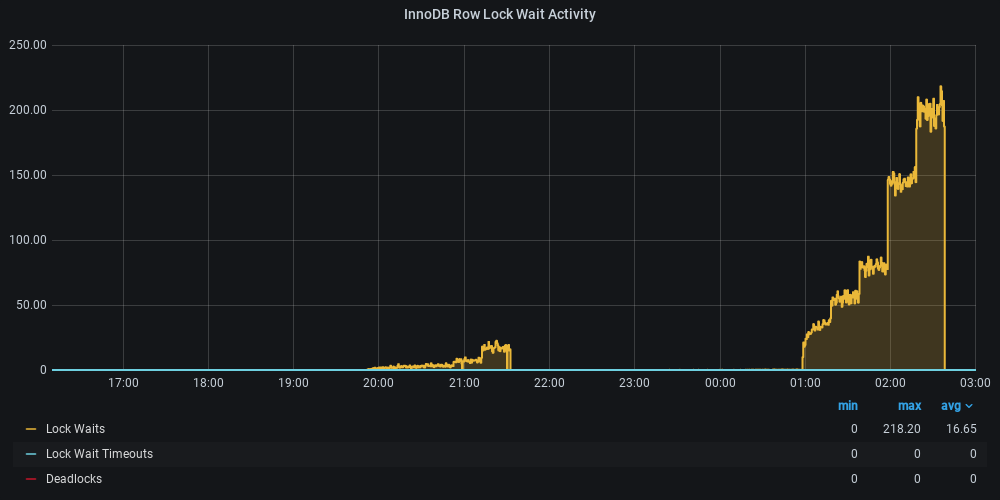 InnoDB Row Lock Wait Activity
250.00
200.00
150.00
100.00
50.00
0
17:00 18:00 19:00 20:00 21:00 22:00 23:00 00:00 01:00 02:00 03:00
min max avg
Lock Waits 0 218.20 16.65
Lock Wait Timeouts 0 0 0
Deadlocks 0 0 0